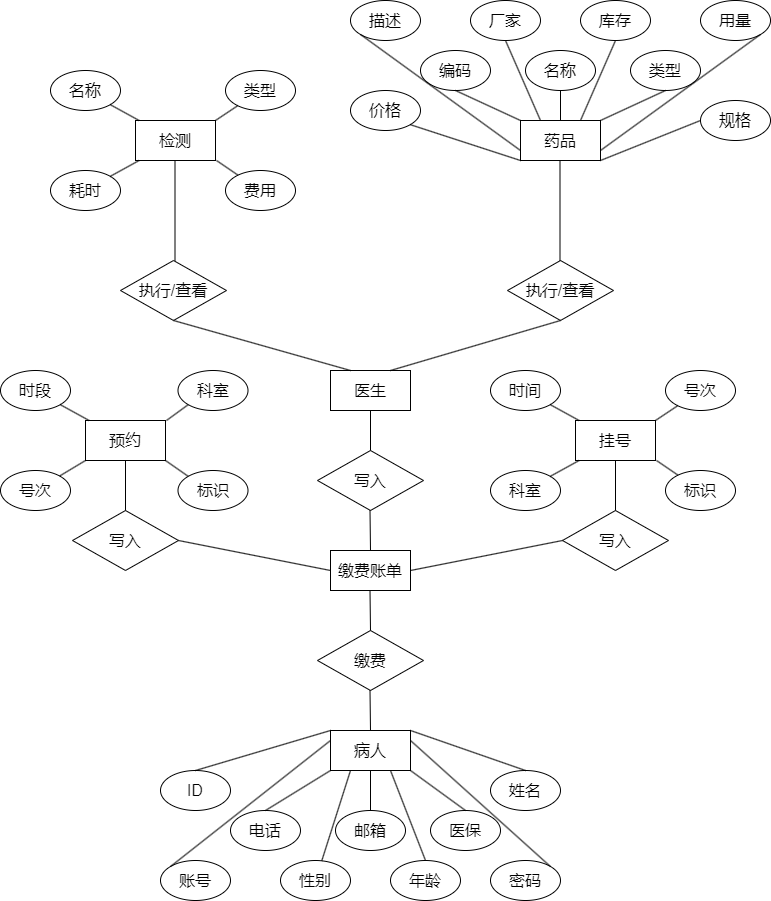 描述
厂家
库存
用量
编码
名称
类型
名称
类型
价格
规格
检测
药品
耗时
费用
执行/查看
执行/查看
时段
科室
医生
时间
号次
预约
挂号
号次
标识
写入
科室
标识
写入
写入
缴费账单
缴费
病人
ID
姓名
电话
邮箱
医保
账号
性别
年龄
密码